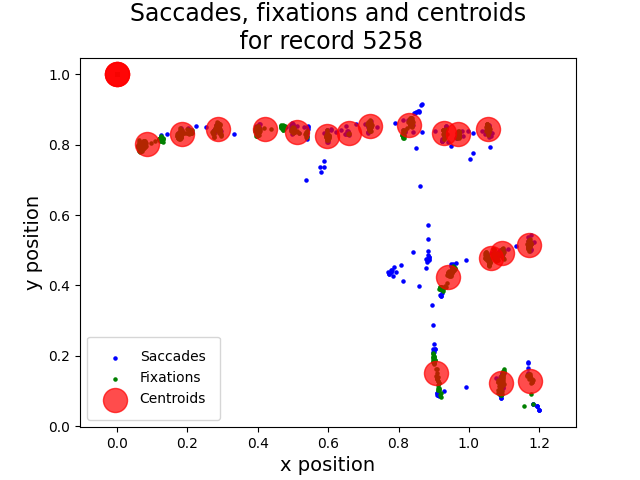 Saccades, fixations and centroids
for record 5258
y position
1.0
0.8
0.6
0.4
0.2
0.0
Saccades
Fixations
Centroids
0.0 0.2 0.4 0.6 0.8 1.0 1.2
x position